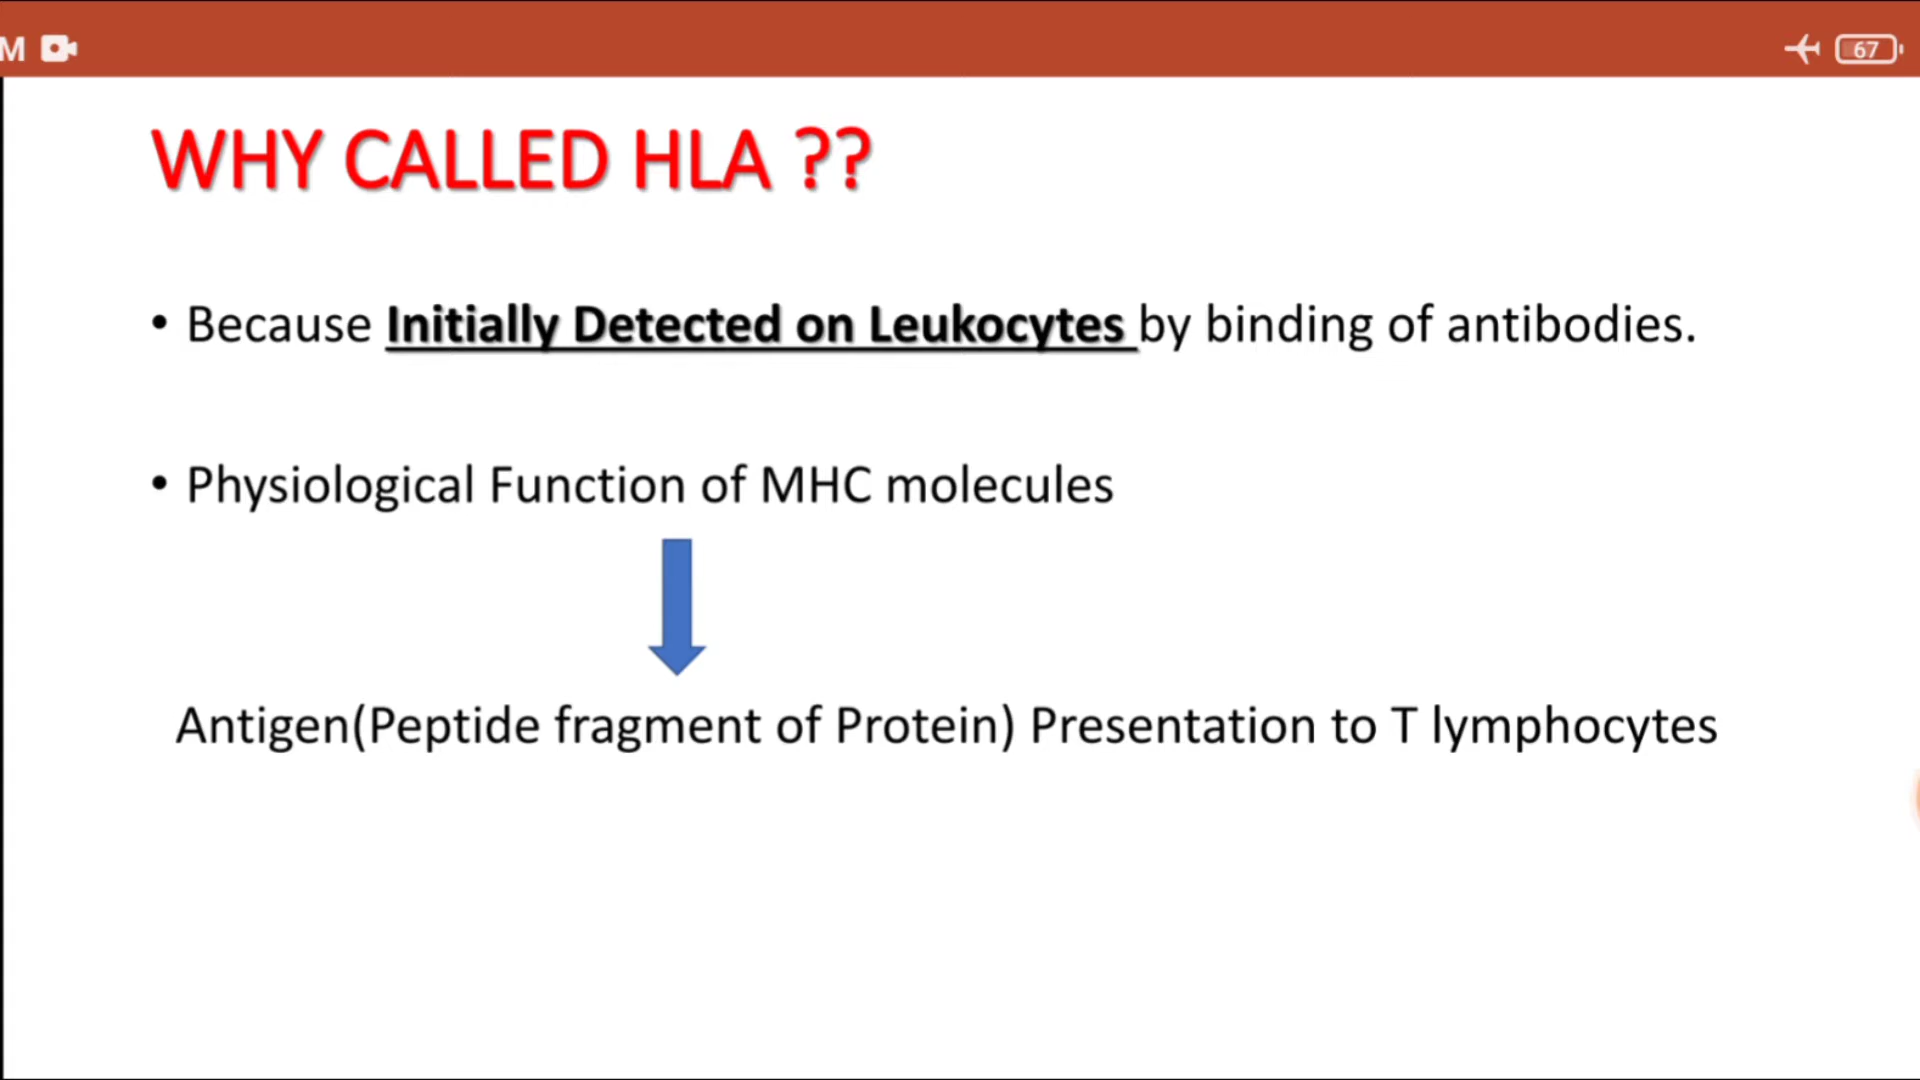 M
67
WHY CALLED HLA ??
• Because Initially Detected on Leukocytes by binding of antibodies.
• Physiological Function of MHC molecules
Antigen(Peptide fragment of Protein) Presentation to T lymphocytes